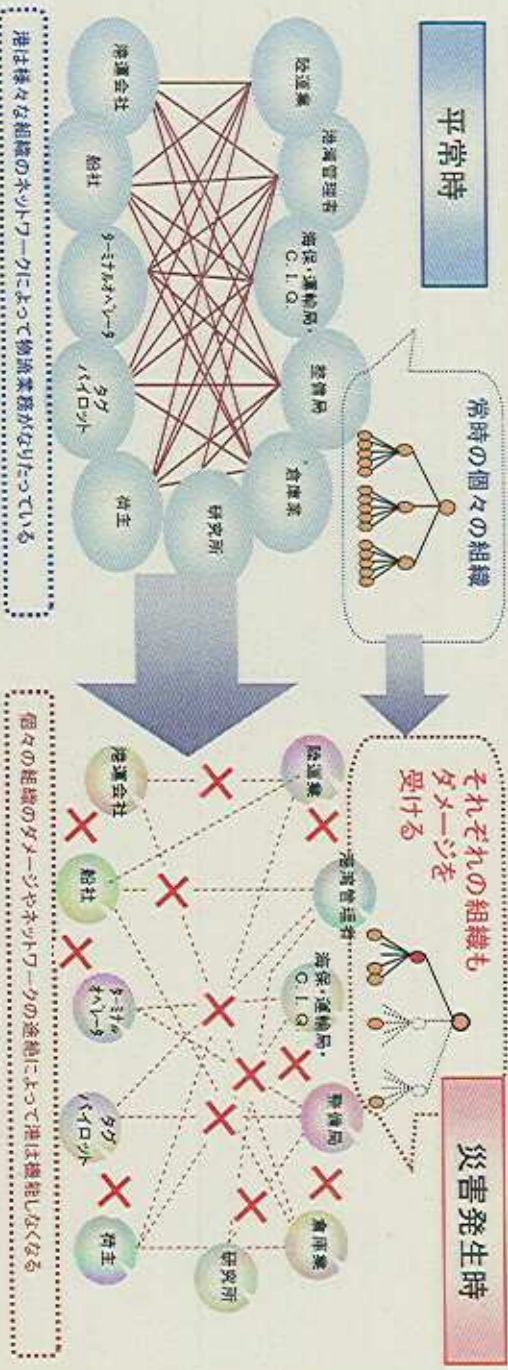 平常時
常時の個々の組織
陸運業
港湾管理者
海保・運輸局・
C.I.Q.
整備局
倉庫業
研究所
港運会社
船社
ターミナルオペレータ
タグ
パイロット
荷主
港は様々な組織のネットワークによって物流業務がなりたっている
災害発生時
それぞれの組織も
ダメージを
受ける
陸運業
港湾管理者
海保・運輸局・
C.I.Q.
整備局
倉庫業
研究所
港運会社
船社
ターミナル
オペレータ
タグ
パイロット
荷主
個々の組織のダメージやネットワークの途絶によって港は機能しなくなる